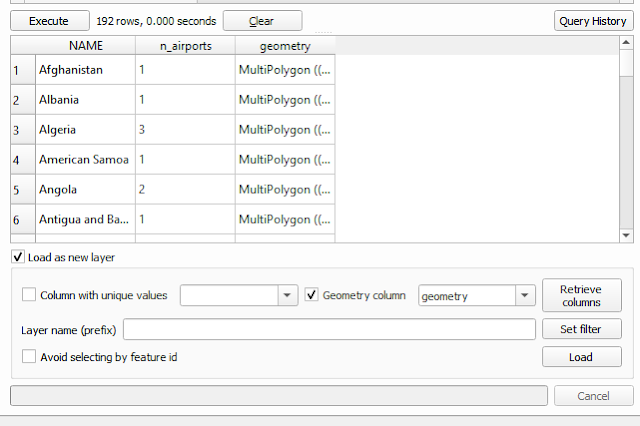 Execute 192 rows, 0.000 seconds Clear Query History
NAME n_airports geometry
1 Afghanistan 1 MultiPolygon ((...
2 Albania 1 MultiPolygon ((...
3 Algeria 3 MultiPolygon ((...
4 American Samoa 1 MultiPolygon ((...
5 Angola 2 MultiPolygon ((...
6 Antigua and Ba... 1 MultiPolygon ((...
Load as new layer
Column with unique values Geometry column geometry Retrieve columns
Layer name (prefix) Set filter
Avoid selecting by feature id Load
Cancel